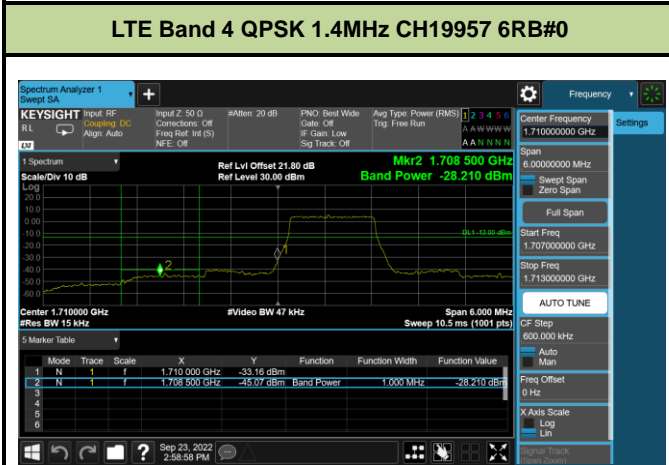 LTE Band 4 QPSK 1.4MHz CH19957 6RB#0
Spectrum Analyzer 1
Swept SA
Frequency
KEYSIGHT
RL
Input: RF
Coupling: DC
Align: Auto
Input Z: 50 Ω
Corrections: Off
Freq Ref: Int (S)
NFE: Off
#Atten: 20 dB
PNO: Best Wide
Gate: Off
IF Gain: Low
Sig Track: Off
Avg Type: Power (RMS)
Trig: Free Run
1 2 3 4 5 6
A A W W W W
A A N N N N
Center Frequency
1.710000000 GHz
Settings
Span
6.00000000 MHz
Swept Span
Zero Span
Full Span
Start Freq
1.707000000 GHz
Stop Freq
1.713000000 GHz
AUTO TUNE
CF Step
600.000 kHz
Auto
Man
Freq Offset
0 Hz
X Axis Scale
Log
Lin
Signal Track
(Span Zoom)
1 Spectrum
Scale/Div 10 dB
Ref Lvl Offset 21.80 dB
Ref Level 30.00 dBm
Mkr2 1.708 500 GHz
Band Power -28.210 dBm
Log
20.0
10.0
0.00
-10.0
-20.0
-30.0
-40.0
-50.0
-60.0
DL1 -13.00 dBm
2
Center 1.710000 GHz
#Res BW 15 kHz
#Video BW 47 kHz
Span 6.000 MHz
Sweep 10.5 ms (1001 pts)
5 Marker Table
Mode Trace Scale X Y Function Function Width Function Value
1 N 1 f 1.710 000 GHz -33.16 dBm
2 N 1 f 1.708 500 GHz -45.07 dBm Band Power 1.000 MHz -28.210 dBm
3
4
5
6
Sep 23, 2022
2:58:58 PM